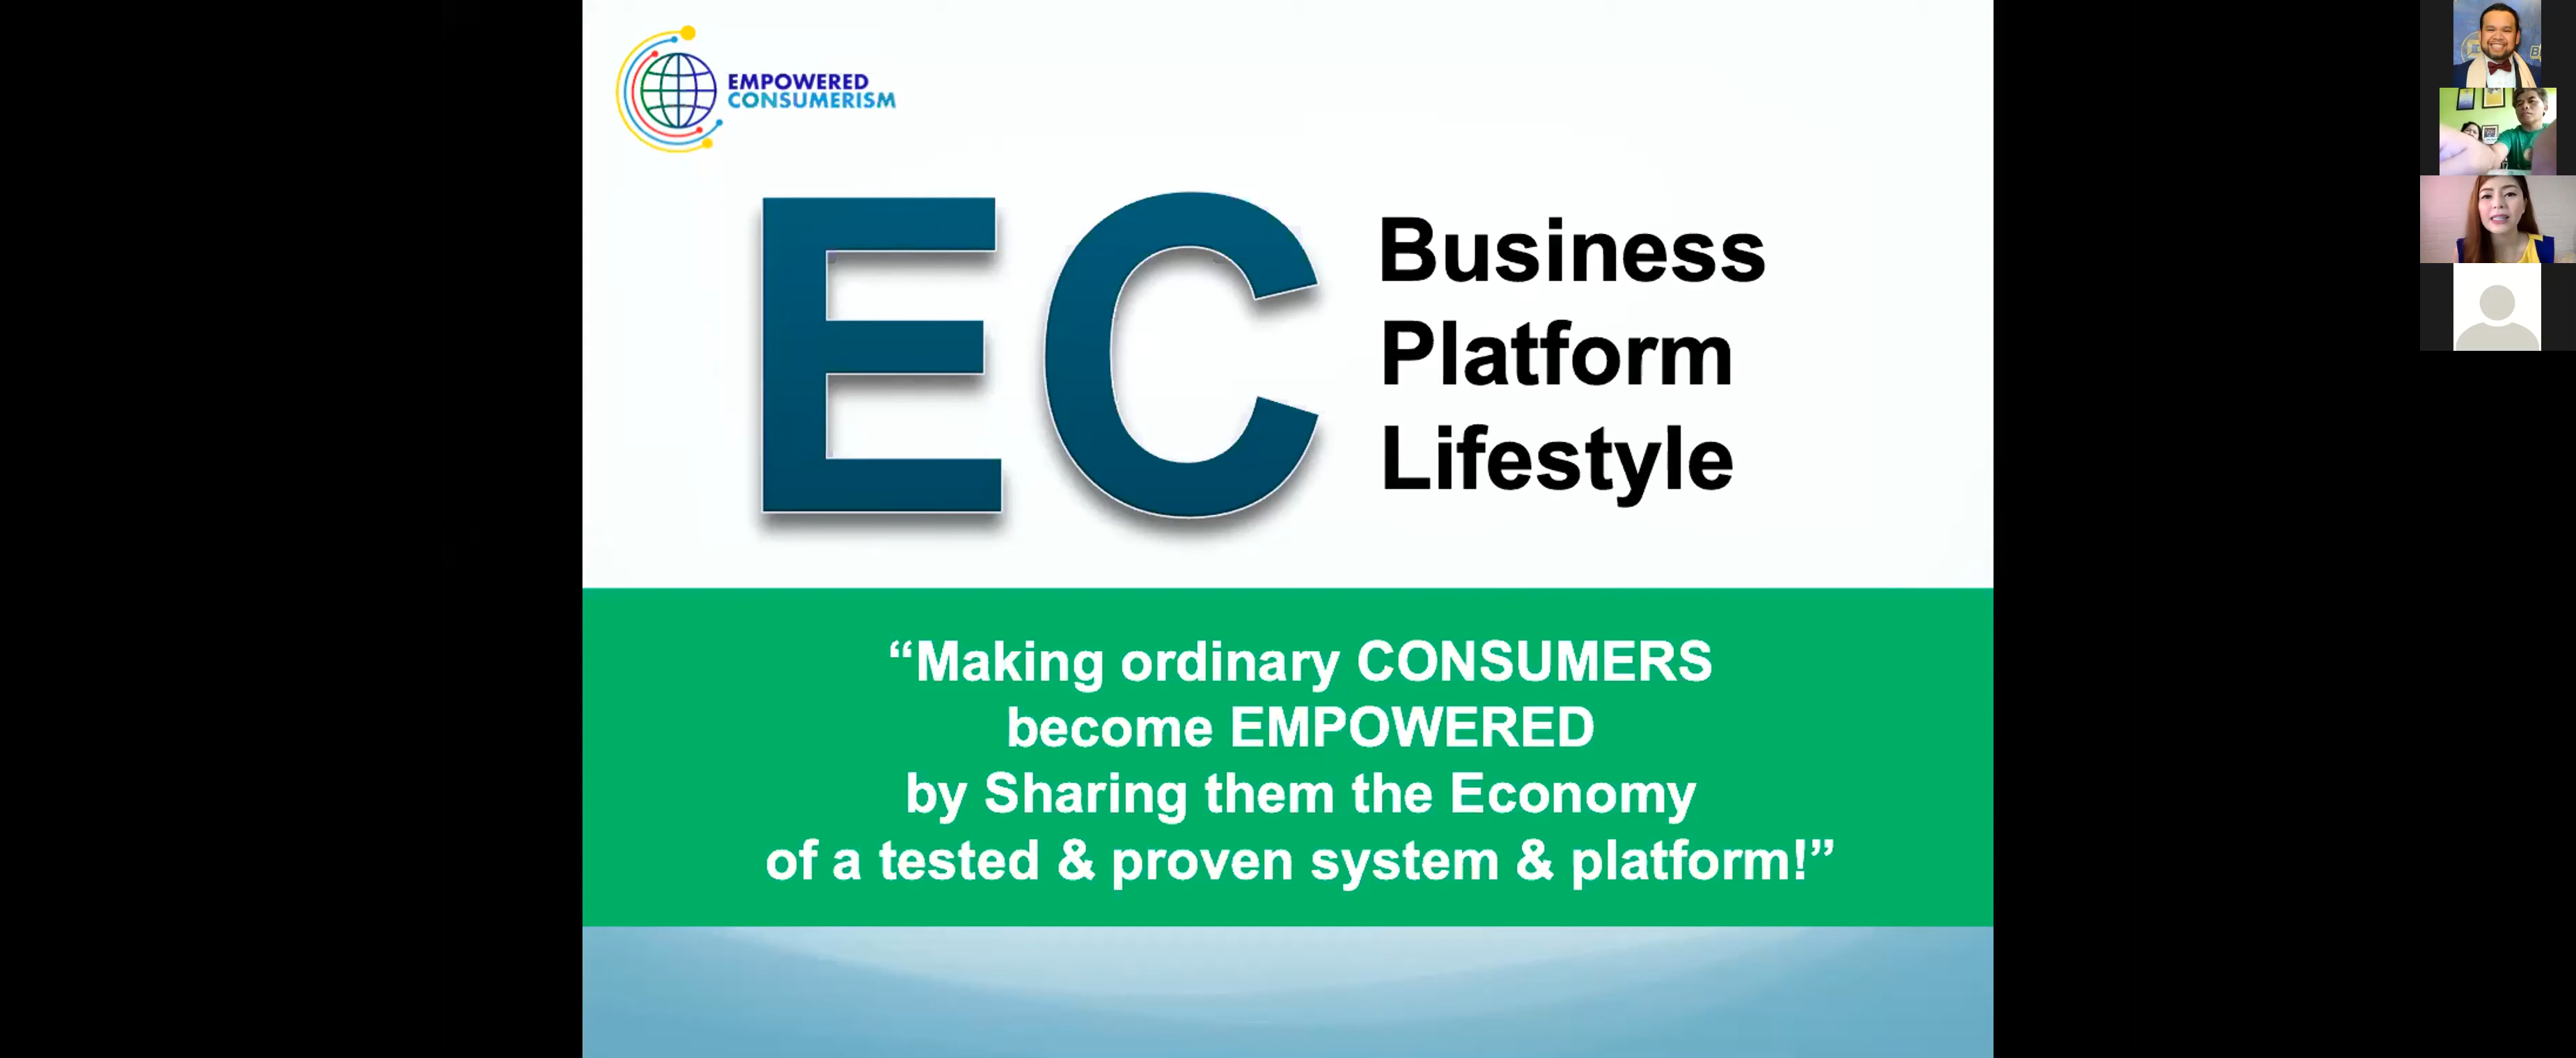 EMPOWERED
CONSUMERISM
EC
Business
Platform
Lifestyle
“Making ordinary CONSUMERS
become EMPOWERED
by Sharing them the Economy
of a tested & proven system & platform!”